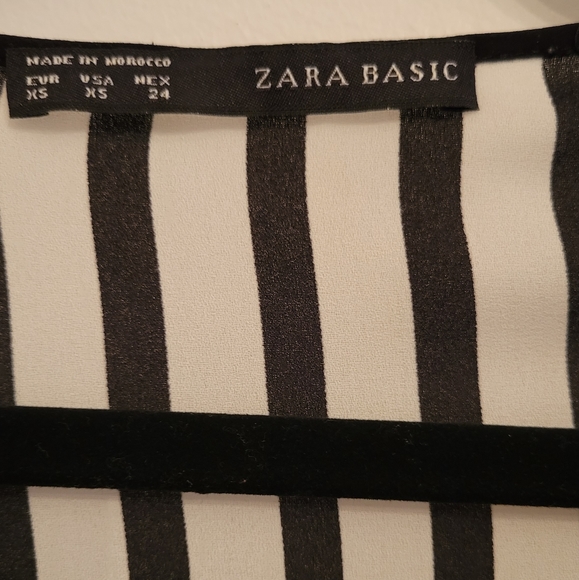 MADE IN MOROCCO
EUR USA MEX
XS XS 24
ZARA BASIC